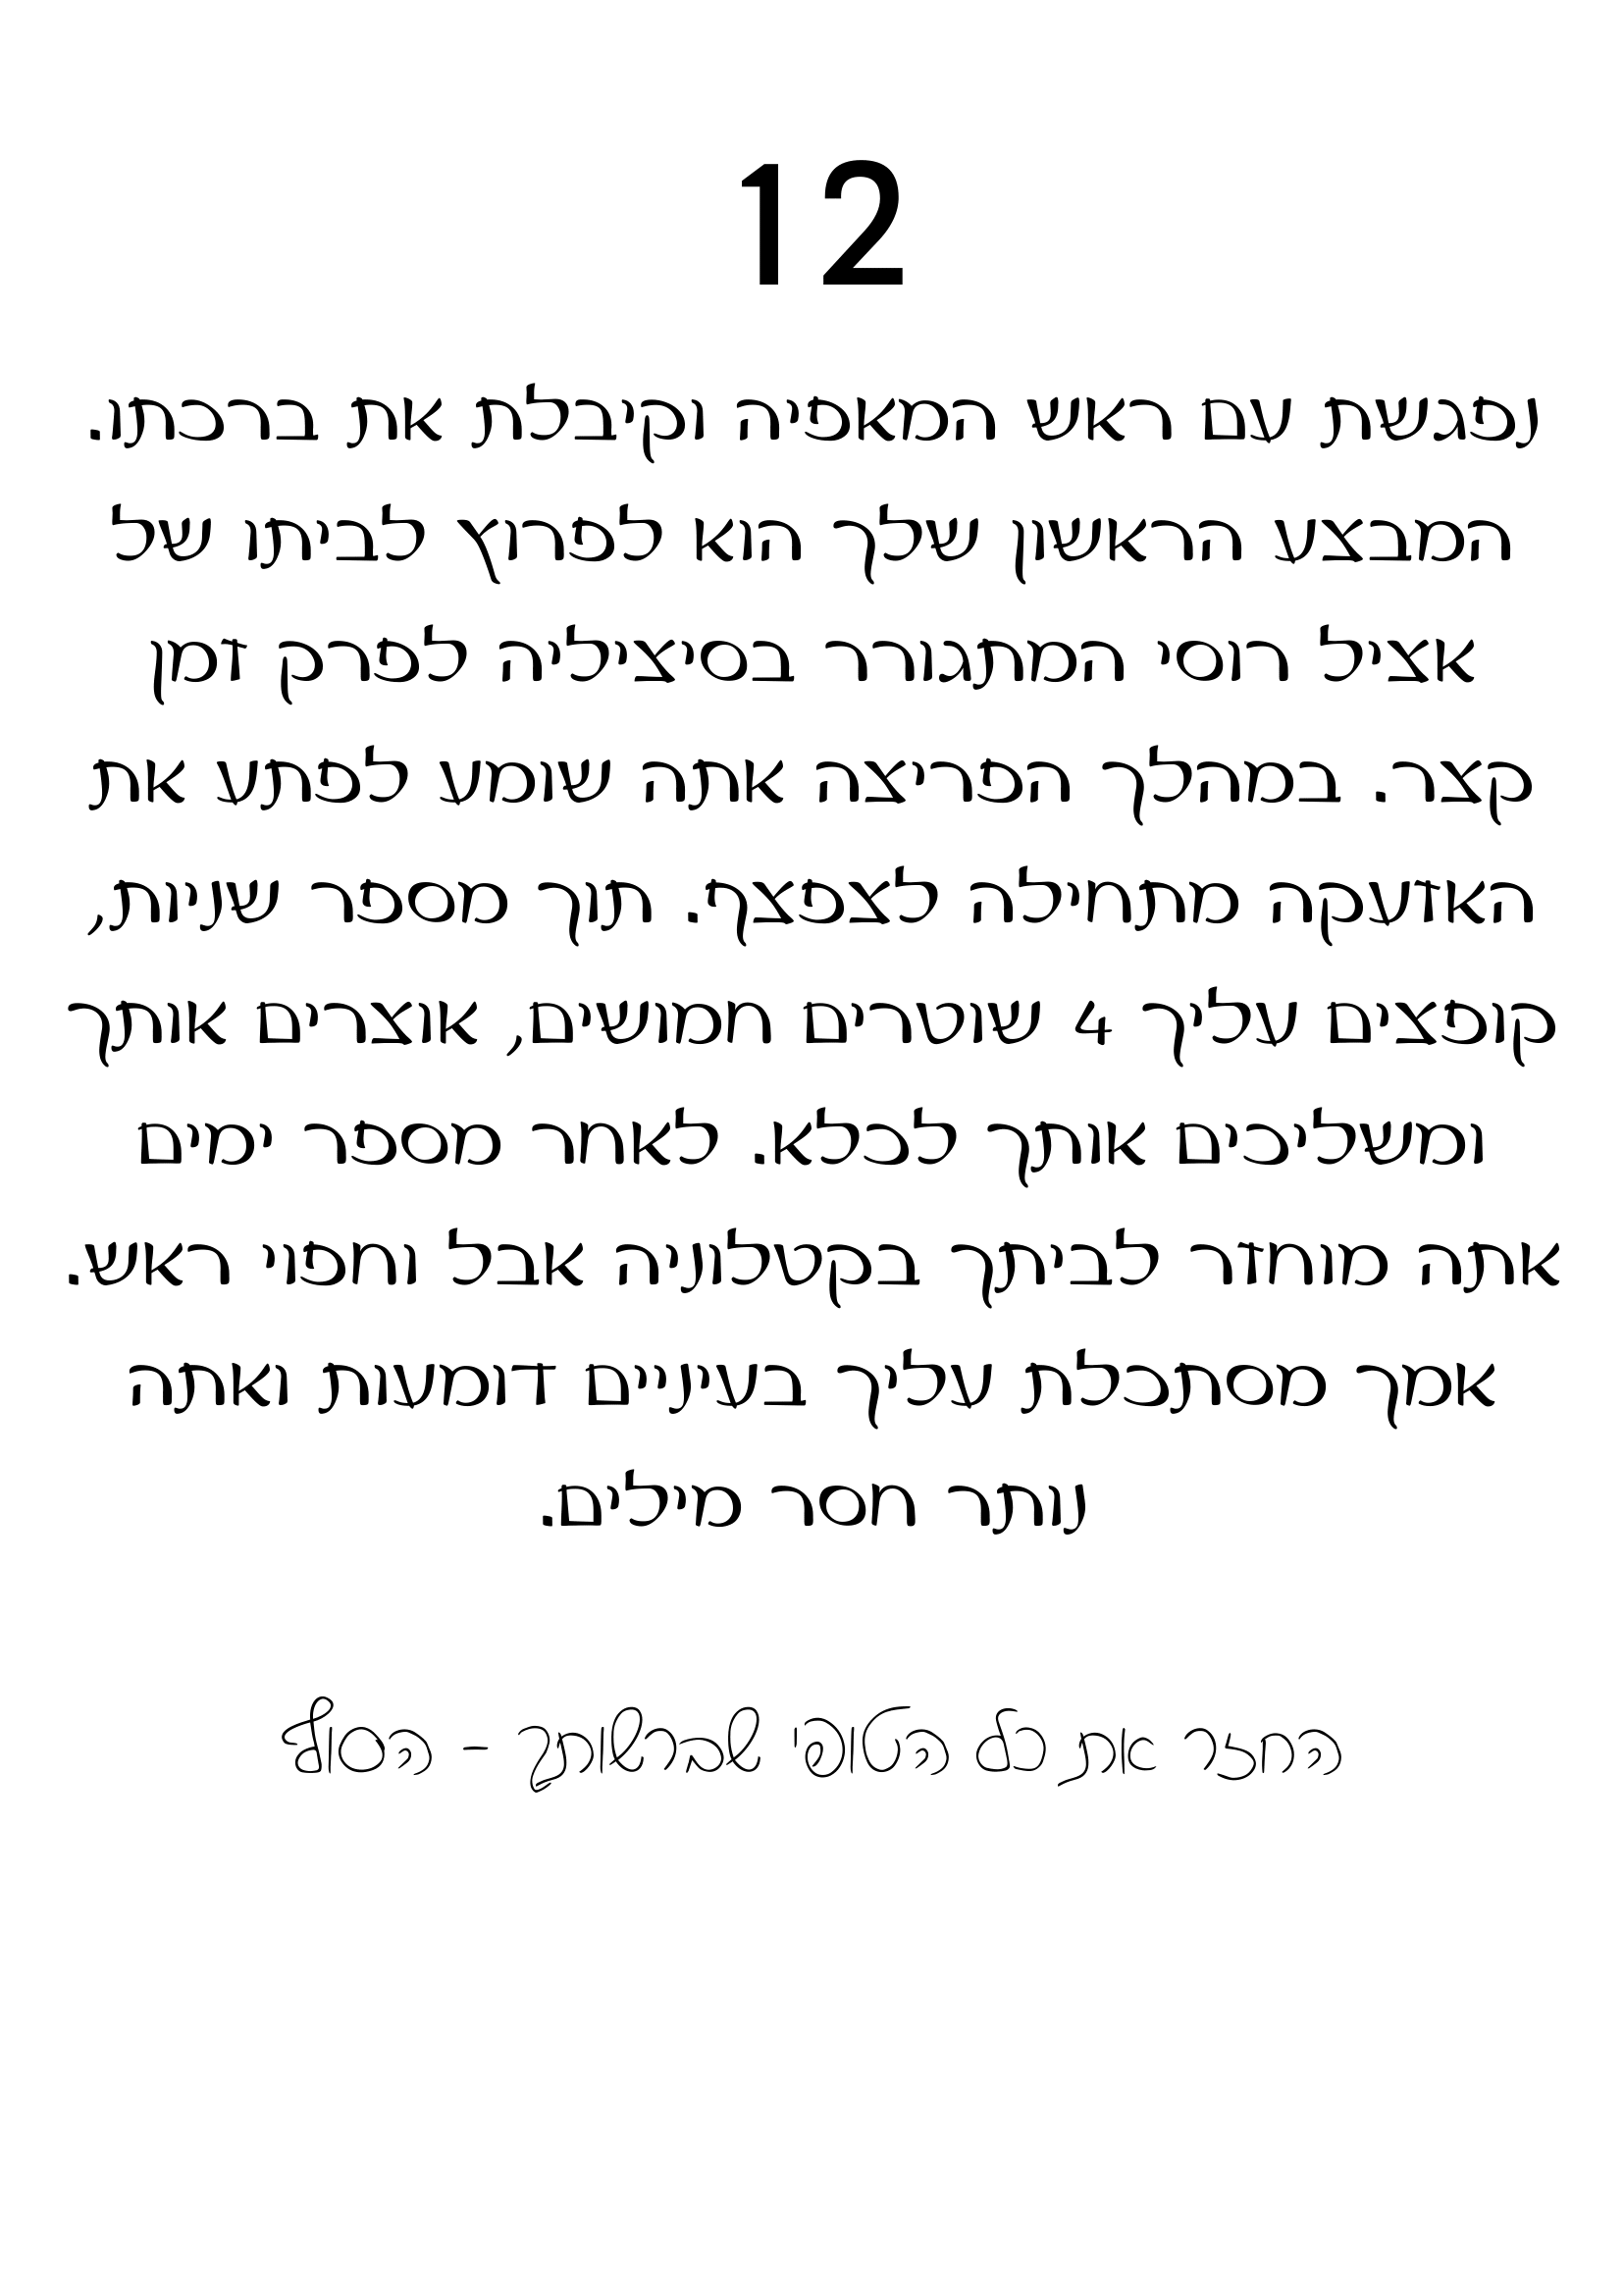 12
נפגשת עם ראש המאפיה וקיבלת את ברכתו.
המבצע הראשון שלך הוא לפרוץ לביתו של
אציל רוסי המתגורר בסיציליה לפרק זמן
קצר. במהלך הפריצה אתה שומע לפתע את
האזעקה מתחילה לצפצף. תוך מספר שניות,
קופצים עליך 4 שוטרים חמושים, אוצרים אותך
ומשליכים אותך לכלא. לאחר מספר ימים
אתה מוחזר לביתך בקטלוניה אבל וחפוי ראש.
אמך מסתכלת עליך בעיניים דומעות ואתה
נותר חסר מילים.
החזר את כל הטופי שברשותך - הסוף